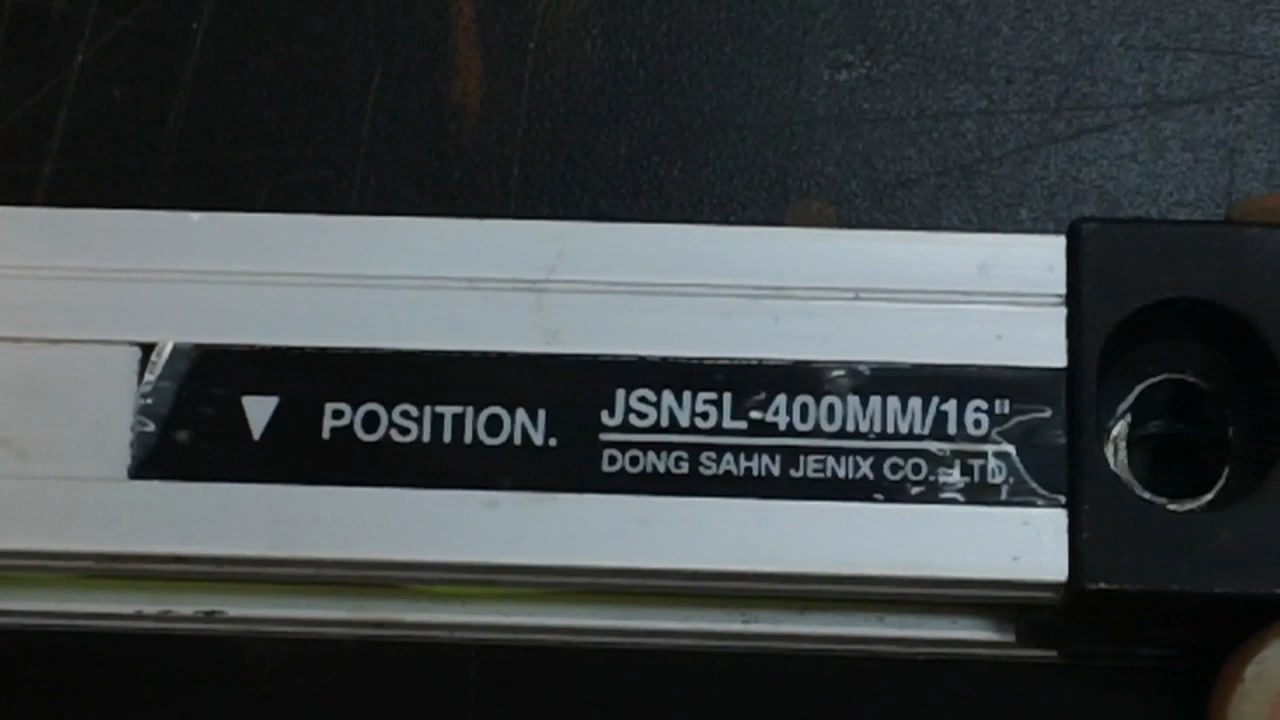 ▼ POSITION.
JSN5L-400MM/16"
DONG SAHN JENIX CO., LTD.